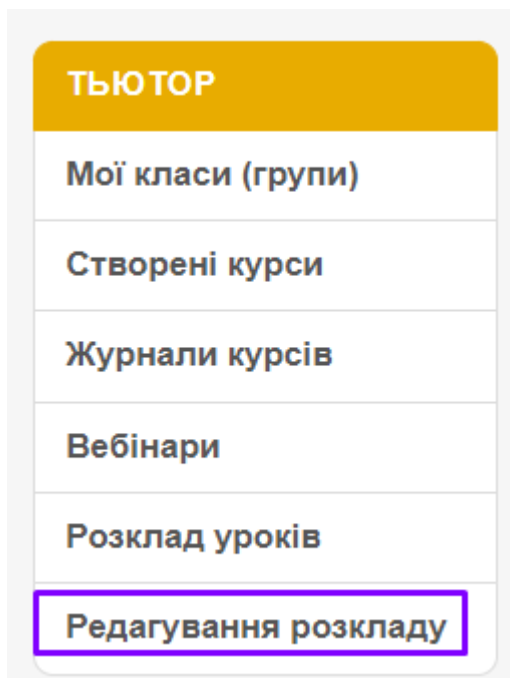 ТЬЮТОР
Мої класи (групи)
Створені курси
Журнали курсів
Вебінари
Розклад уроків
Редагування розкладу